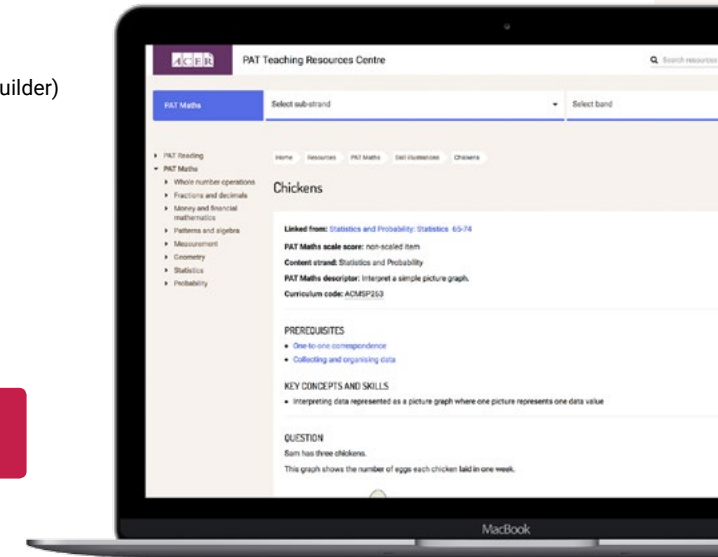 uilder)
ACER
PAT Teaching Resources Centre
Search resources
PAT Maths
Select sub-strand
Select band
PAT Reading
PAT Maths
Whole number operations
Fractions and decimals
Money and financial
mathematics
Patterns and algebra
Measurement
Geometry
Statistics
Probability
Home Resources PAT Maths Skill illustrations Chickens
Chickens
Linked from: Statistics and Probability: Statistics 65-74
PAT Maths scale score: non-scaled item
Content strand: Statistics and Probability
PAT Maths descriptor: Interpret a simple picture graph.
Curriculum code: ACMSP263
PREREQUISITES
One-to-one correspondence
Collecting and organising data
KEY CONCEPTS AND SKILLS
Interpreting data represented as a picture graph where one picture represents one data value
QUESTION
Sam has three chickens.
This graph shows the number of eggs each chicken laid in one week.
MacBook